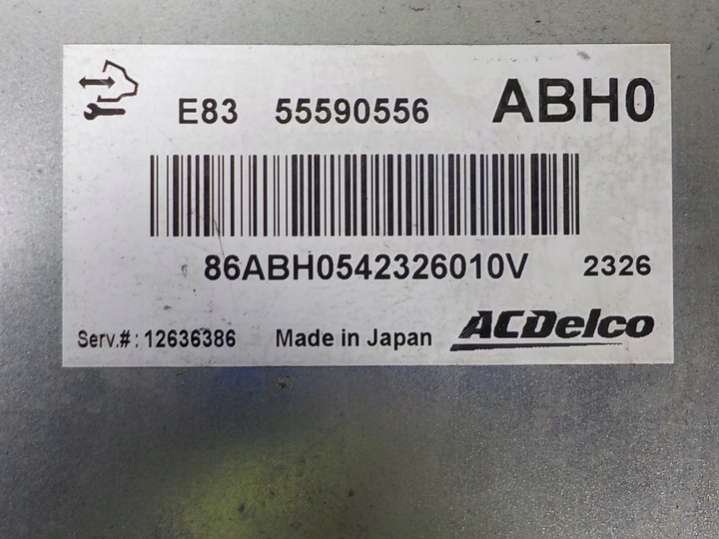 E83 55590556 ABH0
86ABH0542326010V 2326
Serv.#: 12636386 Made in Japan ACDelco